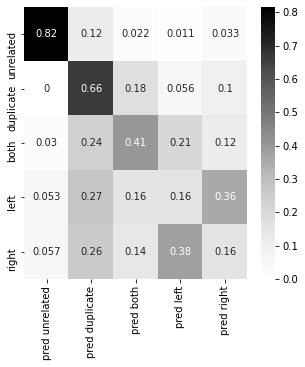 unrelated 0.82 0.12 0.022 0.011 0.033
duplicate 0 0.66 0.18 0.056 0.1
both 0.03 0.24 0.41 0.21 0.12
left 0.053 0.27 0.16 0.16 0.36
right 0.057 0.26 0.14 0.38 0.16
pred unrelated
pred duplicate
pred both
pred left
pred right
0.8
0.7
0.6
0.5
0.4
0.3
0.2
0.1
0.0